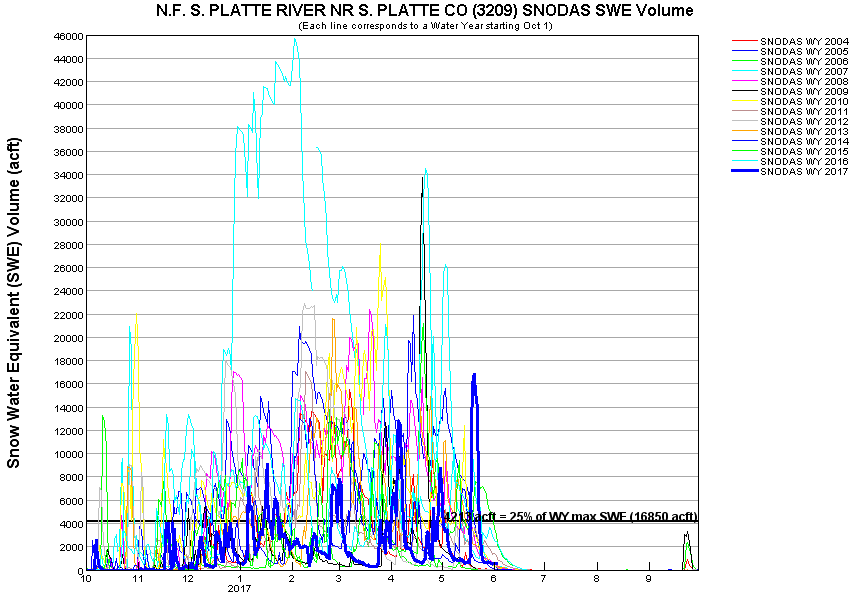 N.F. S. PLATTE RIVER NR S. PLATTE CO (3209) SNODAS SWE Volume
(Each line corresponds to a Water Year starting Oct 1)
Snow Water Equivalent (SWE) Volume (acft)
46000
44000
42000
40000
38000
36000
34000
32000
30000
28000
26000
24000
22000
20000
18000
16000
14000
12000
10000
8000
6000
4000
2000
0
SNODAS WY 2004
SNODAS WY 2005
SNODAS WY 2006
SNODAS WY 2007
SNODAS WY 2008
SNODAS WY 2009
SNODAS WY 2010
SNODAS WY 2011
SNODAS WY 2012
SNODAS WY 2013
SNODAS WY 2014
SNODAS WY 2015
SNODAS WY 2016
SNODAS WY 2017
acft = 25% of WY max SWE (16850 acft)
10 11 12 1 2 3 4 5 6 7 8 9
2017